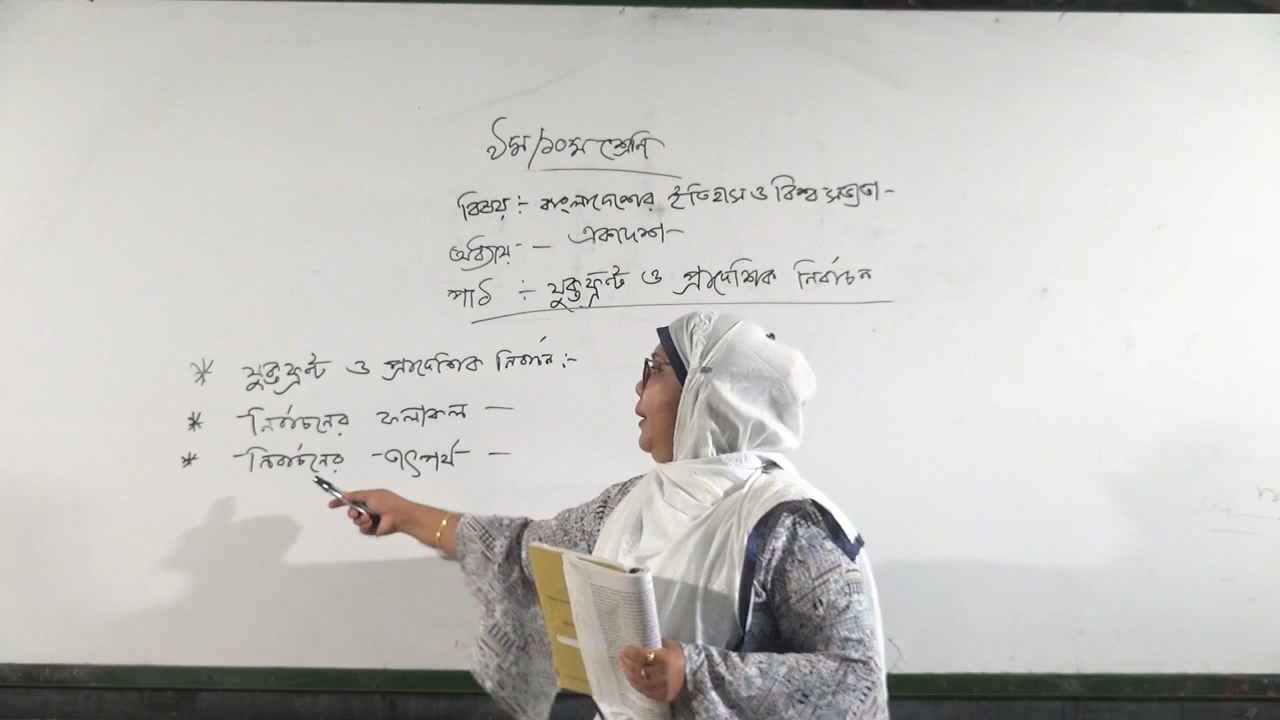 ৯ম/১০ম শ্রেনি
বিষয় :- বাংলাদেশের ইতিহাস ও বিশ্ব সভ্যতা-
অধ্যায় - একাদশ-
পাঠ :- যুক্তফ্রন্ট ও প্রাদেশিক নির্বাচন
* যুক্তফ্রন্ট ও প্রাদেশিক নির্বাচন :-
* নির্বাচনের ফলাফল -
* নির্বাচনের তাৎপর্য -